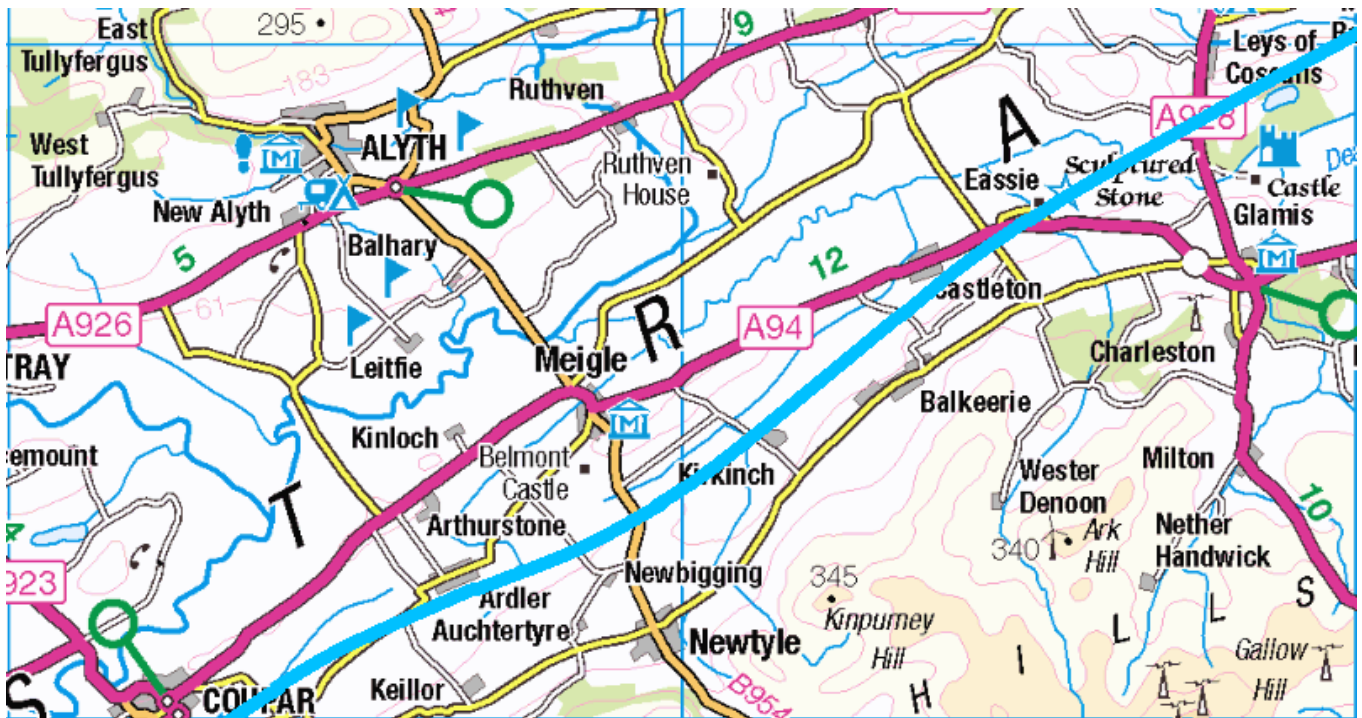 East
Tullyfergus
295
183
9
Leys of
Cossans
Ruthven
A928
West
Tullyfergus
ALYTH
Ruthven
House
A
Eassie
Sculptured
Stone
Castle
Glamis
New Alyth
Balhary
5
61
12
Castleton
A926
A94
R
Meigle
TRAY
Leitfie
Charleston
Balkeerie
Kinloch
Belmont
Castle
Kirkinch
emount
T
Arthurstone
Wester
Denoon
Milton
10
340
Ark
Hill
Nether
Handwick
923
Newbigging
345
Ardler
Auchtertyre
Kinpurney
Hill
Newtyle
S
L
L
I
H
Gallow
Hill
S
COUPAR
Keillor
B954